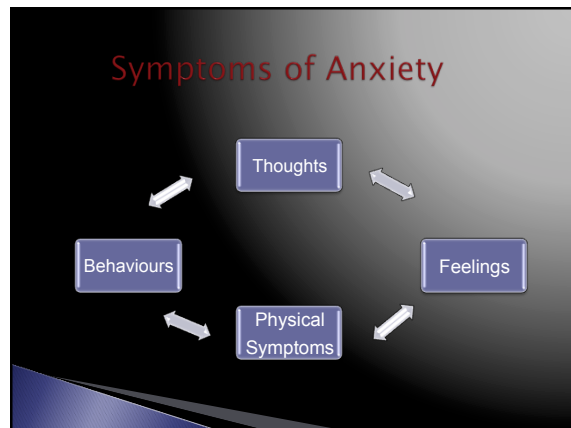 Symptoms of Anxiety
Thoughts
Behaviours
Feelings
Physical
Symptoms